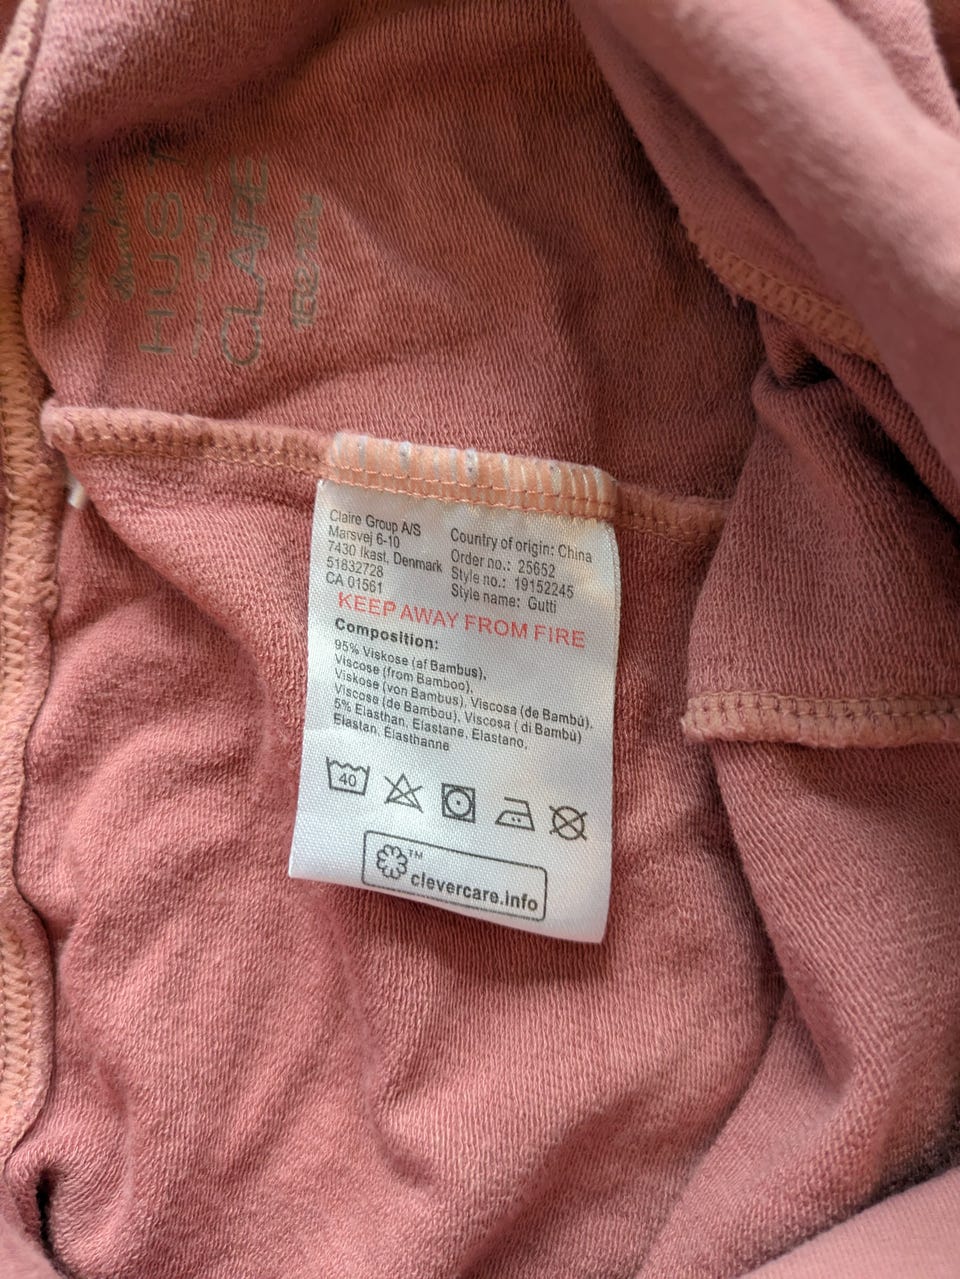 HUST
CLAIRE
Claire Group A/S
Marsvej 6-10
7430 Ikast, Denmark
51832728
CA 01561
Country of origin: China
Order no.: 25652
Style no.: 19152245
Style name: Gutti
KEEP AWAY FROM FIRE
Composition:
95% Viskose (af Bambus),
Viscose (from Bamboo),
Viskose (von Bambus), Viscosa (de Bambú),
Viscose (de Bambou), Viscosa ( di Bambù)
5% Elasthan, Elastane, Elastano,
Elastan, Élasthanne
40
TM
clevercare.info